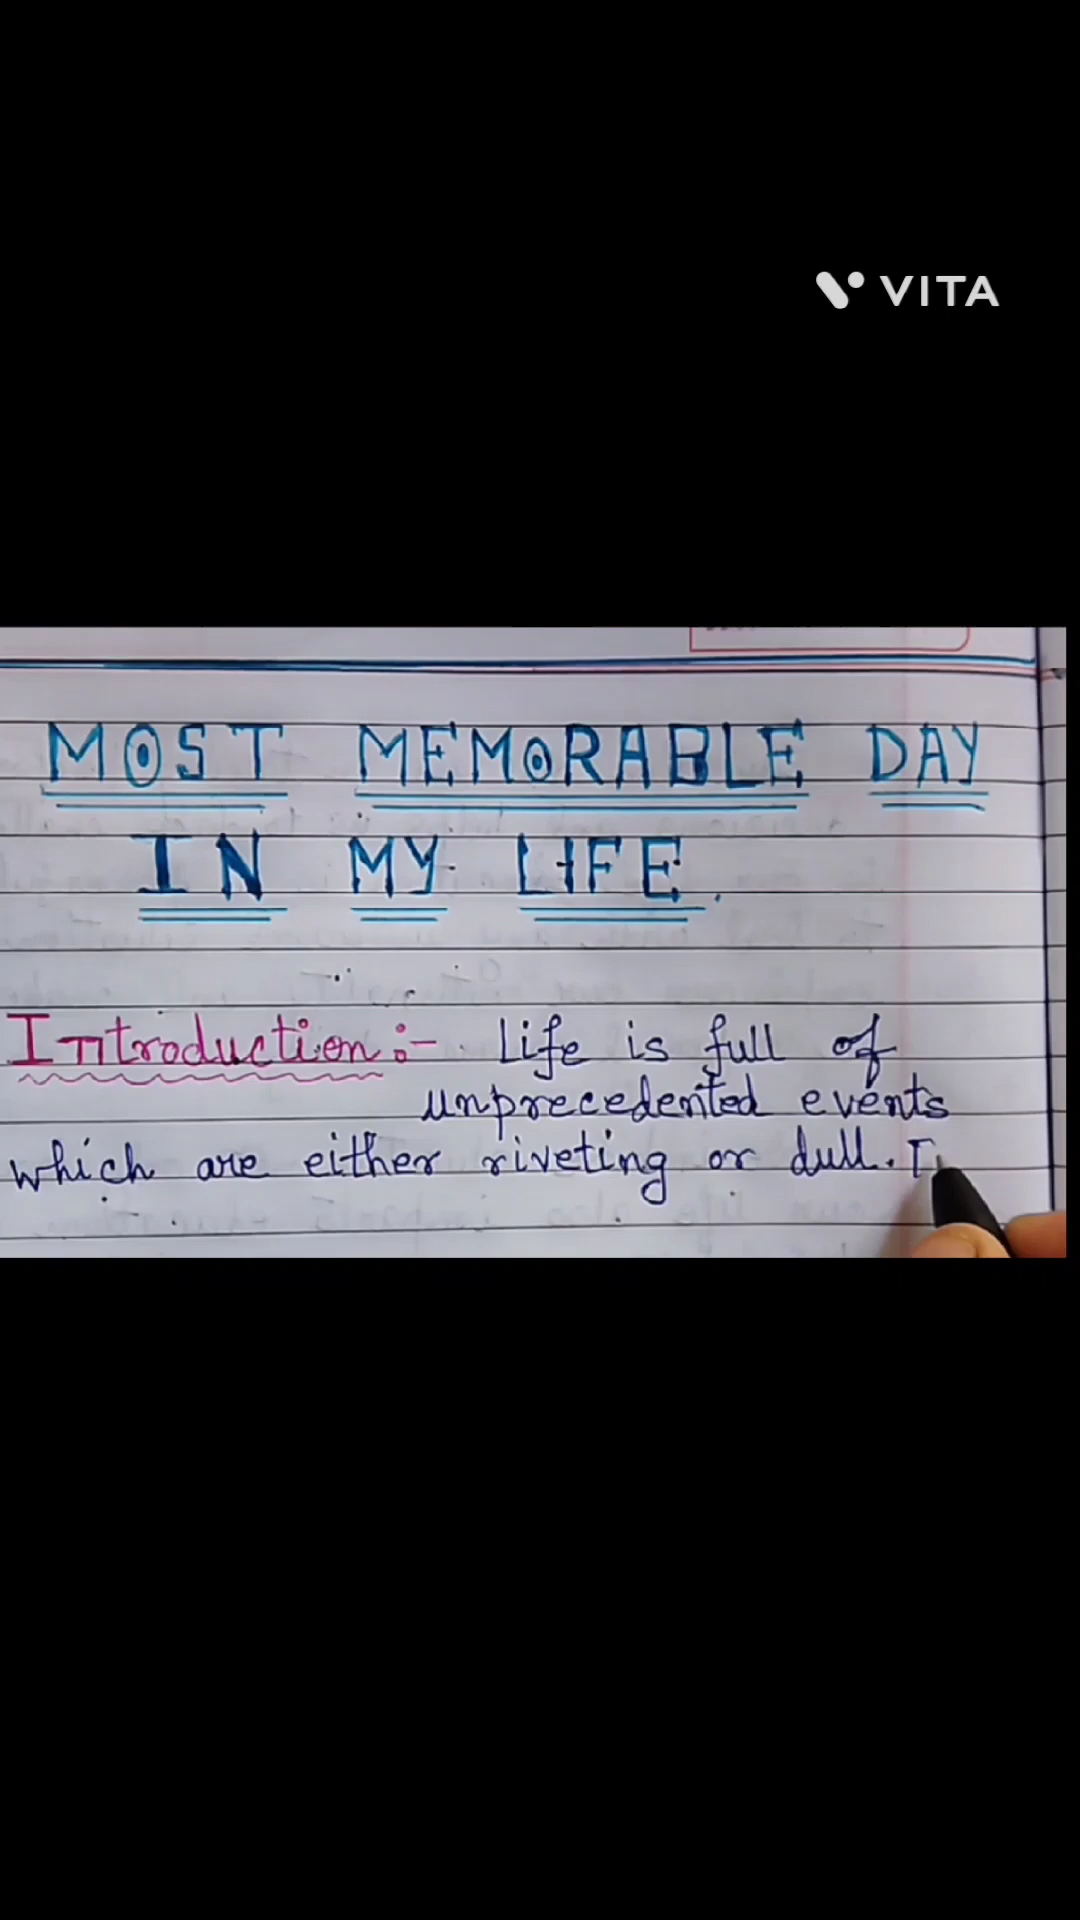 VITA
MOST MEMORABLE DAY
IN MY LIFE.
Introduction :- Life is full of
unprecedented events
which are either riveting or dull.